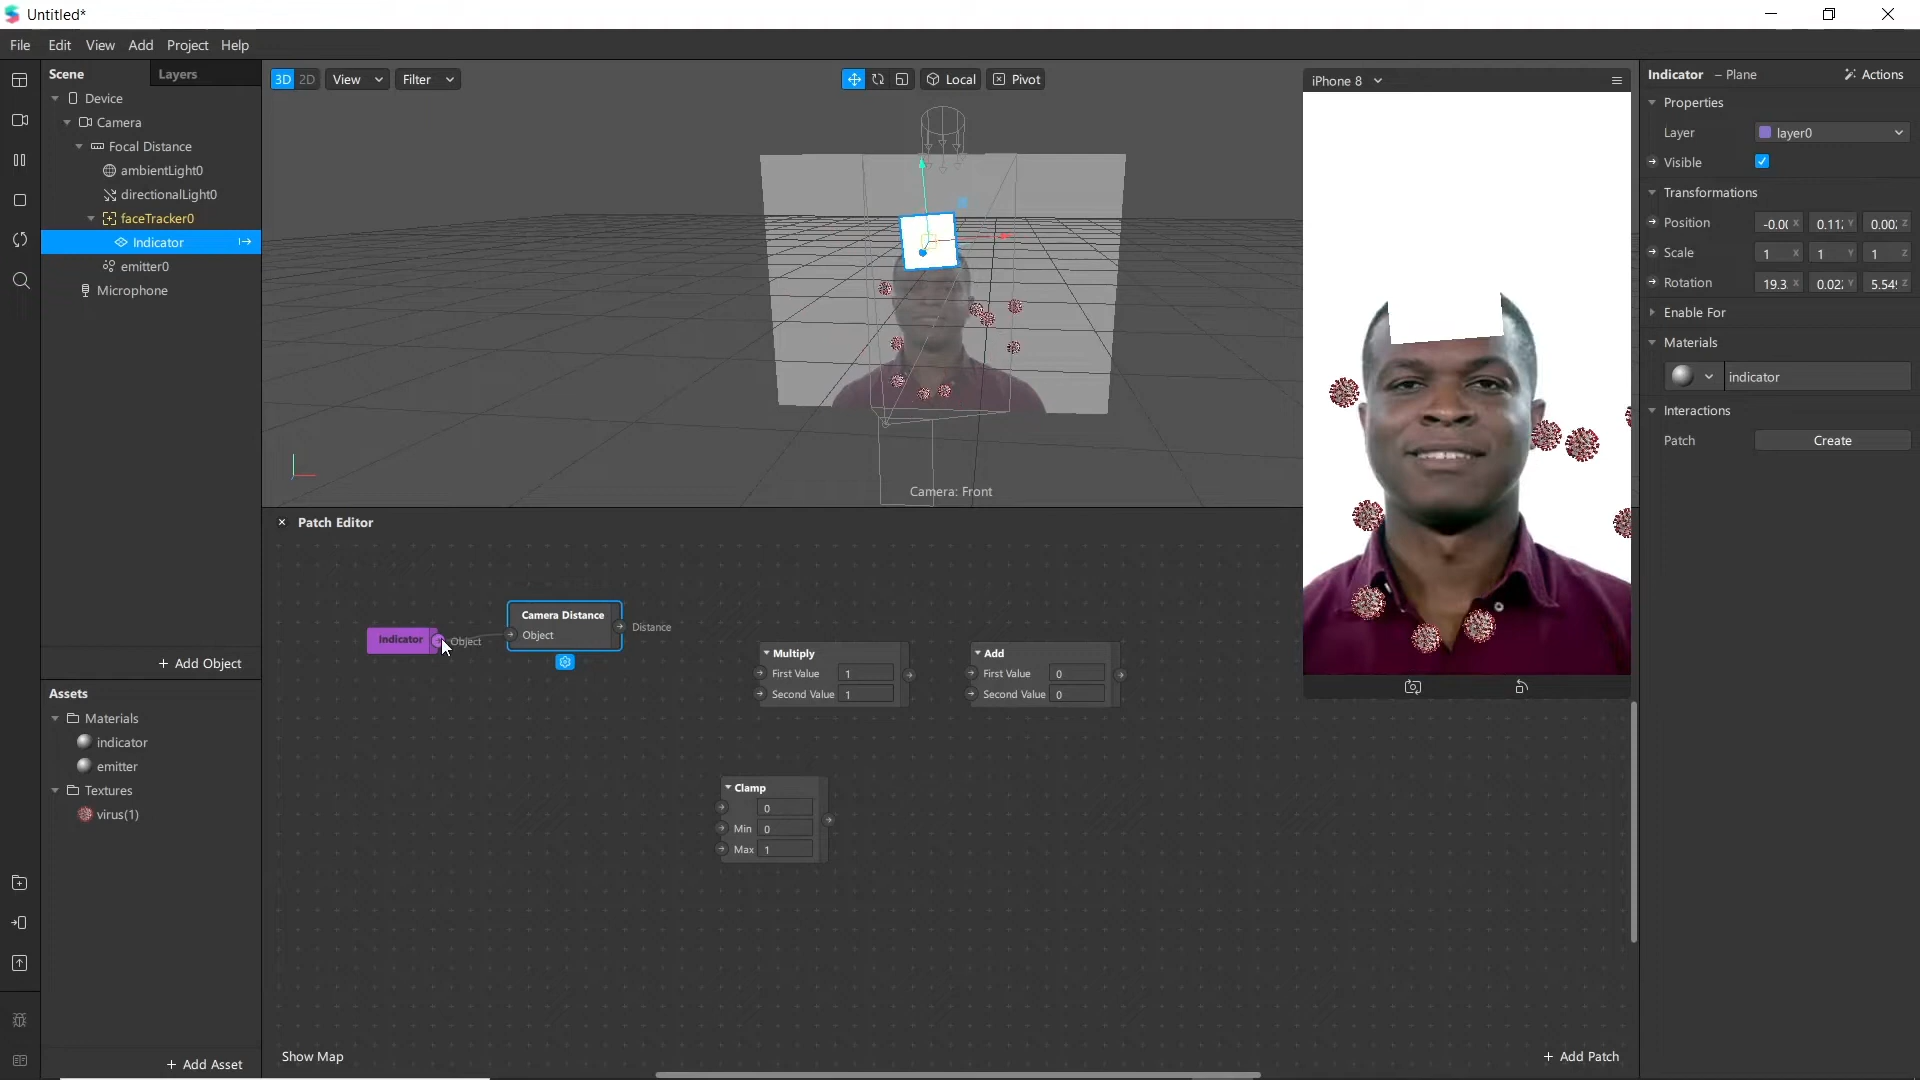 Untitled*
File Edit View Add Project Help
Scene Layers
Device
Camera
Focal Distance
ambientLight0
directionalLight0
faceTracker0
Indicator
emitter0
Microphone
+ Add Object
Assets
Materials
indicator
emitter
Textures
virus(1)
+ Add Asset
3D 2D View Filter
Local Pivot
Camera: Front
× Patch Editor
Indicator Object
Camera Distance
Object
Distance
Multiply
First Value 1
Second Value 1
Add
First Value 0
Second Value 0
Clamp
0
Min 0
Max 1
Show Map
+ Add Patch
iPhone 8
Indicator – Plane Actions
Properties
Layer layer0
Visible
Transformations
Position -0.0( X 0.11 Y 0.00 Z
Scale 1 X 1 Y 1 Z
Rotation 19.3 X 0.02 Y 5.54 Z
Enable For
Materials
indicator
Interactions
Patch Create